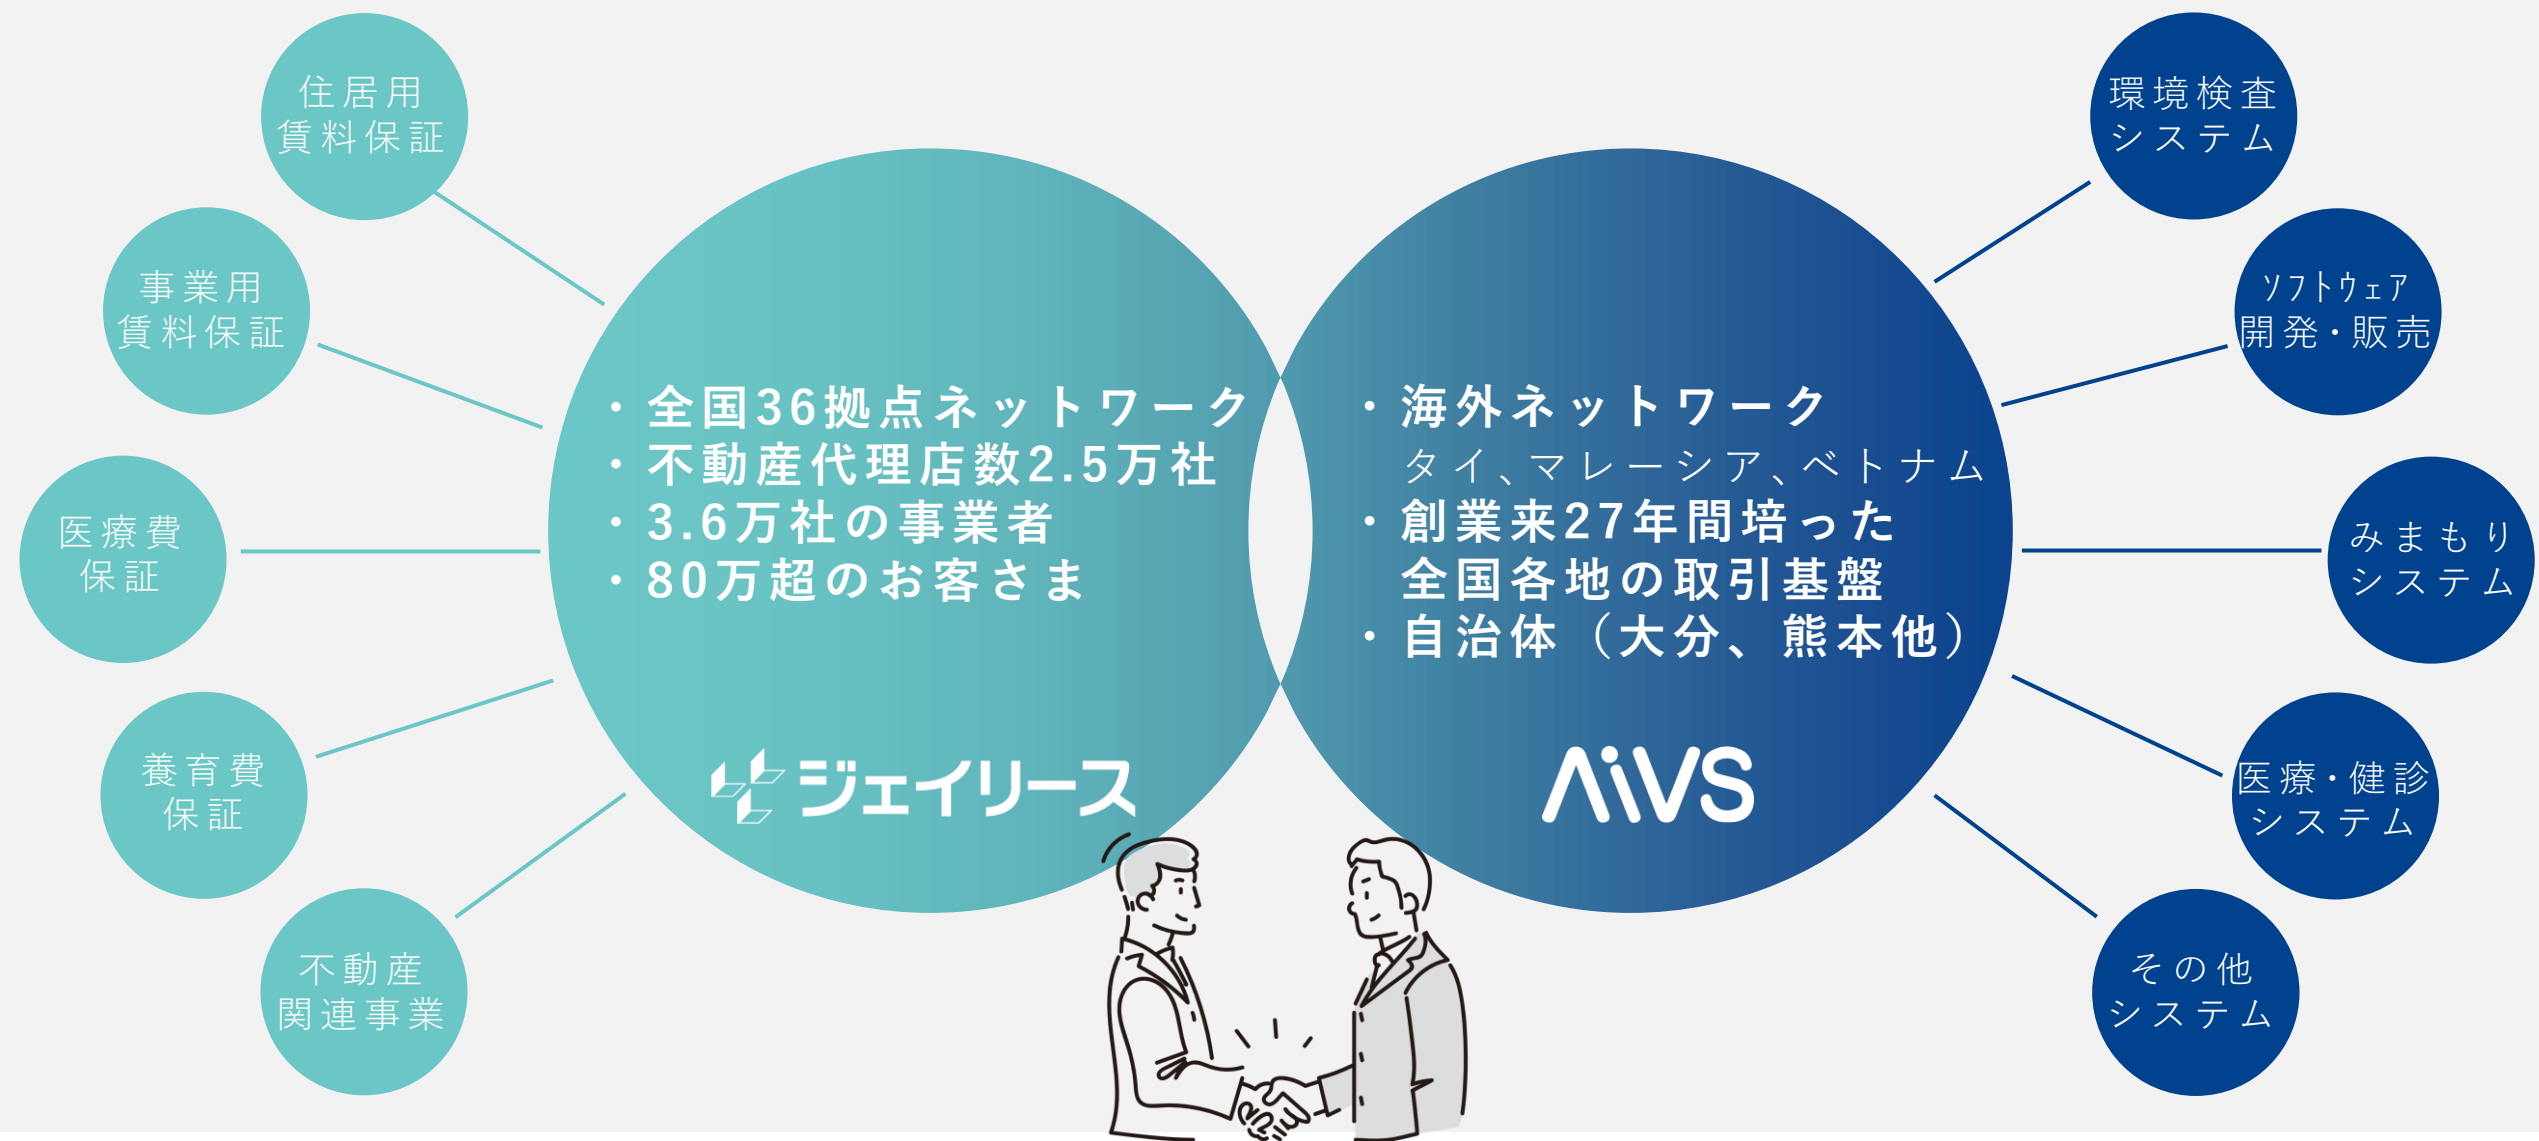 住居用
賃料保証
事業用
賃料保証
医療費
保証
養育費
保証
不動産
関連事業
・全国36拠点ネットワーク
・不動産代理店数2.5万社
・3.6万社の事業者
・80万超のお客さま
ジェイリース
・海外ネットワーク
タイ、マレーシア、ベトナム
・創業来27年間培った
全国各地の取引基盤
・自治体（大分、熊本他）
AiVS
環境検査
システム
ソフトウェア
開発・販売
みまもり
システム
医療・健診
システム
その他
システム